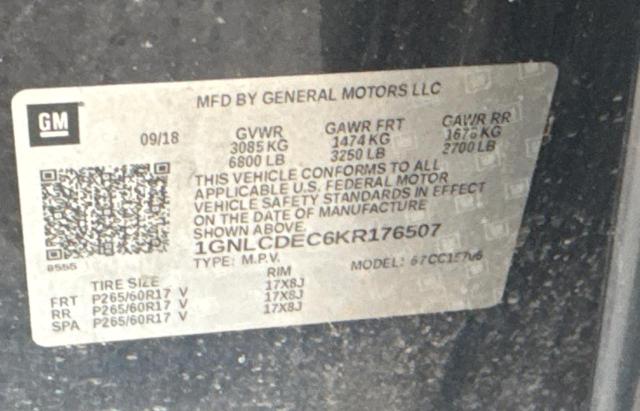 MFD BY GENERAL MOTORS LLC
GM
09/18 GVWR GAWR FRT GAWR RR
3085 KG 1474 KG KG
6800 LB 3250 LB 2700 LB
THIS VEHICLE CONFORMS TO ALL
APPLICABLE U.S. FEDERAL MOTOR
VEHICLE SAFETY STANDARDS IN EFFECT
ON THE DATE OF MANUFACTURE
SHOWN ABOVE.
1GNLCDEC6KR176507
8555
TYPE: M.P.V. MODEL:
TIRE SIZE RIM
FRT P265/60R17 V 17X8J
RR P265/60R17 V 17X8J
SPA P265/60R17 V 17X8J